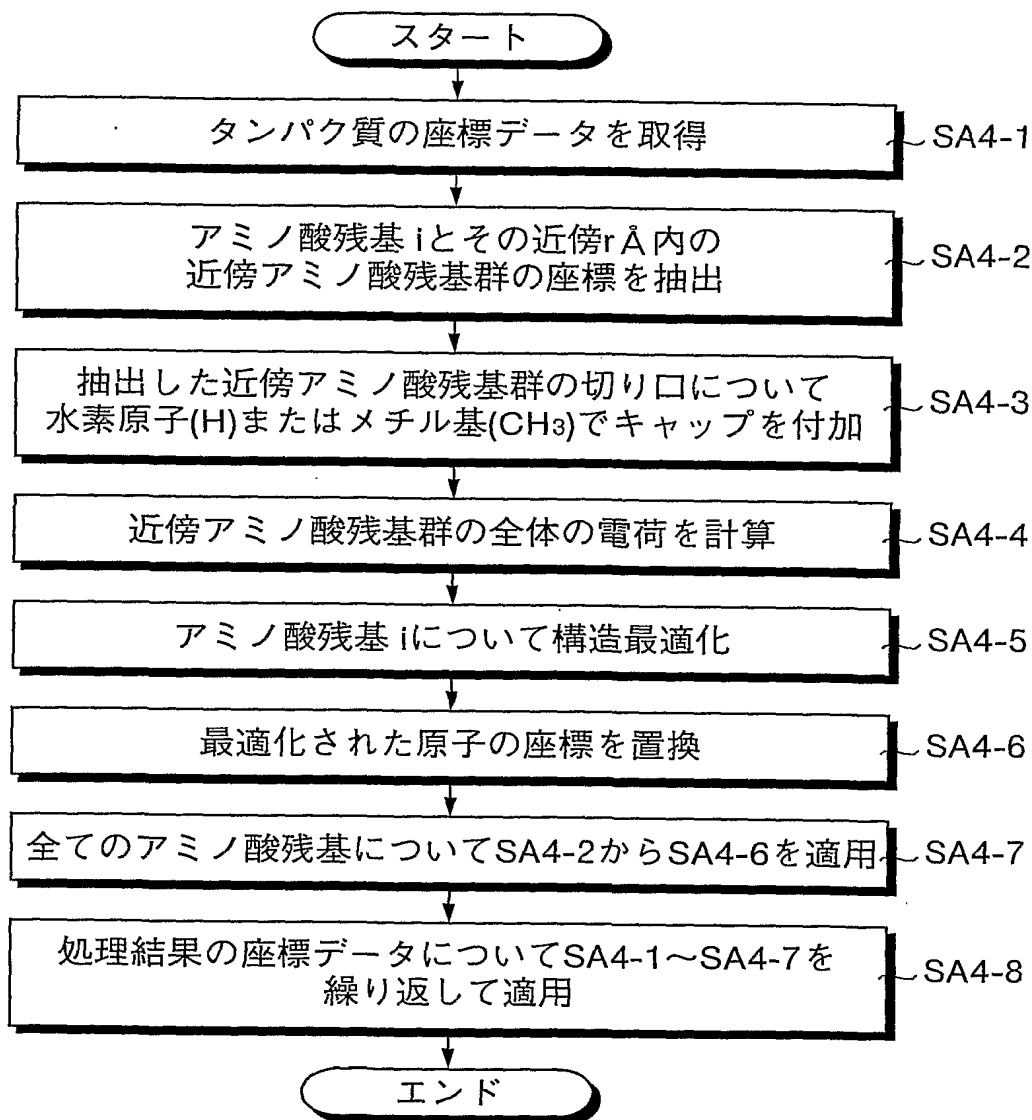 スタート
タンパク質の座標データを取得
SA4-1
アミノ酸残基 iとその近傍rÅ内の
近傍アミノ酸残基群の座標を抽出
SA4-2
抽出した近傍アミノ酸残基群の切り口について
水素原子(H)またはメチル基(CH3)でキャップを付加
SA4-3
近傍アミノ酸残基群の全体の電荷を計算
SA4-4
アミノ酸残基 iについて構造最適化
SA4-5
最適化された原子の座標を置換
SA4-6
全てのアミノ酸残基についてSA4-2からSA4-6を適用
SA4-7
処理結果の座標データについてSA4-1～SA4-7を
繰り返して適用
SA4-8
エンド